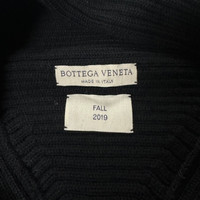 BOTTEGA VENETA
MADE IN ITALY
FALL
2019